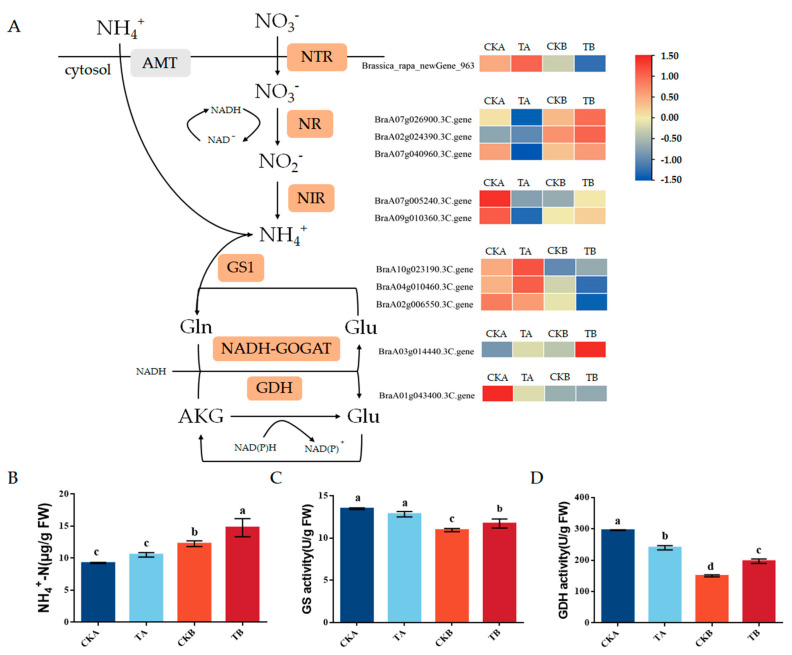 A
NH₄⁺
NO₃⁻
AMT
NTR
cytosol
NO₃⁻
NADH
NAD⁻
NR
NO₂⁻
NIR
NH₄⁺
GS1
Gln
Glu
NADH-GOGAT
NADH
GDH
AKG
Glu
NAD(P)H
NAD(P)⁺
CKA TA CKB TB
Brassica_rapa_newGene_963
CKA TA CKB TB
BraA07g026900.3C.gene
BraA02g024390.3C.gene
BraA07g040960.3C.gene
CKA TA CKB TB
BraA07g005240.3C.gene
BraA09g010360.3C.gene
CKA TA CKB TB
BraA10g023190.3C.gene
BraA04g010460.3C.gene
BraA02g006550.3C.gene
CKA TA CKB TB
BraA03g014440.3C.gene
CKA TA CKB TB
BraA01g043400.3C.gene
1.50
1.00
0.50
0.00
-0.50
-1.00
-1.50
B
NH₄⁺-N(μg/g FW)
20
15
10
5
0
c c b a
CKA TA CKB TB
C
GS activity(U/g FW)
15
10
5
0
a a c b
CKA TA CKB TB
D
GDH activity(U/g FW)
400
300
200
100
0
a b d c
CKA TA CKB TB